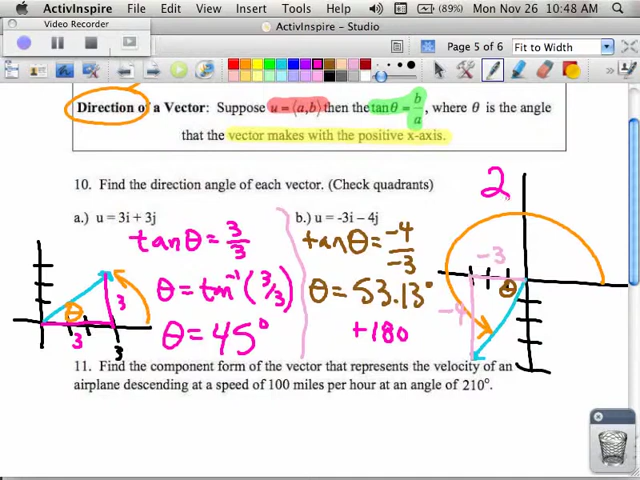 ActivInspire File Edit View Insert Tools Help (89%) Mon Nov 26 10:48 AM
Video Recorder
ActivInspire - Studio
Page 5 of 6 Fit to Width
Direction of a Vector: Suppose u = ⟨a,b⟩ then the tanθ = b/a, where θ is the angle
that the vector makes with the positive x-axis.
10. Find the direction angle of each vector. (Check quadrants)
a.) u = 3i + 3j
tanθ = 3/3
θ = tan⁻¹(3/3)
θ = 45°
θ
3
3
3
b.) u = -3i – 4j
tanθ = -4/-3
θ = 53.13°
+180
2
-3
θ
-4
11. Find the component form of the vector that represents the velocity of an
airplane descending at a speed of 100 miles per hour at an angle of 210°.